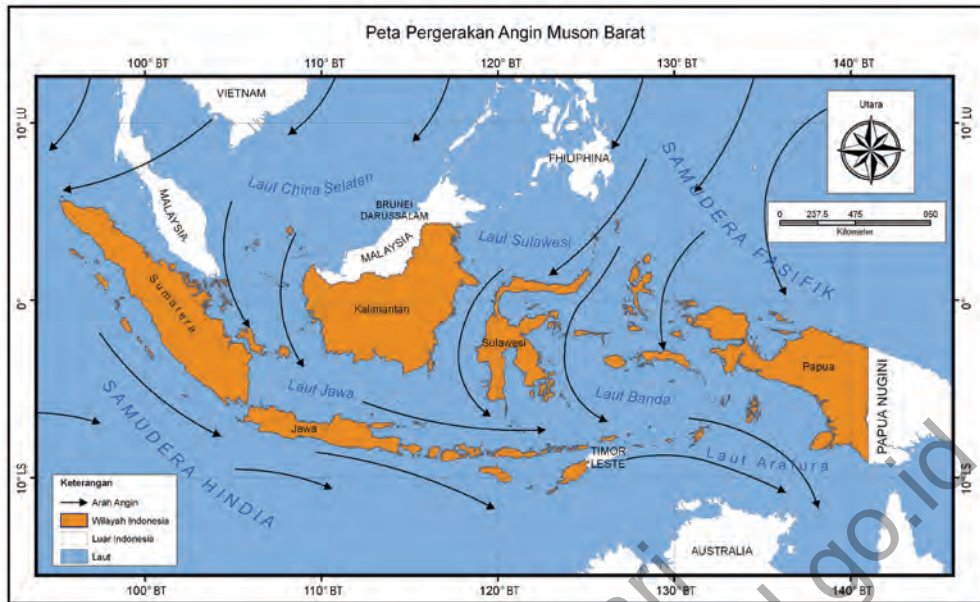 Peta Pergerakan Angin Muson Barat
100° BT
110° BT
120° BT
130° BT
140° BT
10° LU
0°
10° LS
10° LU
0°
10° LS
VIETNAM
Utara
Laut China Selatan
FHILIPHINA
SAMUDERA FASIFIK
MALAYSIA
BRUNEI
DARUSSALAM
MALAYSIA
Laut Sulawesi
0 237.5 475 950
Kilometer
Sumatera
Kalimantan
Sulawesi
Papua
PAPUA NUGINI
Laut Jawa
Laut Banda
SAMUDERA HINDIA
Jawa
TIMOR
LESTE
Laut Arafura
Keterangan
Arah Angin
Wilayah Indonesia
Luar Indonesia
Laut
AUSTRALIA
100° BT
110° BT
120° BT
130° BT
140° BT
go.id